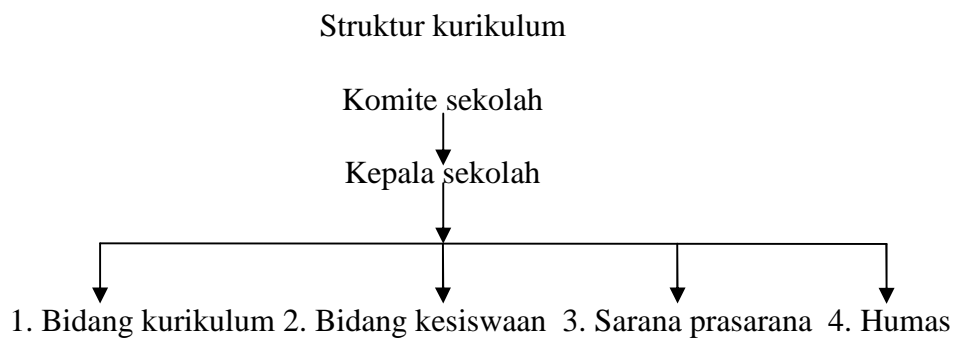 Struktur kurikulum
Komite sekolah
Kepala sekolah
1. Bidang kurikulum 2. Bidang kesiswaan 3. Sarana prasarana 4. Humas